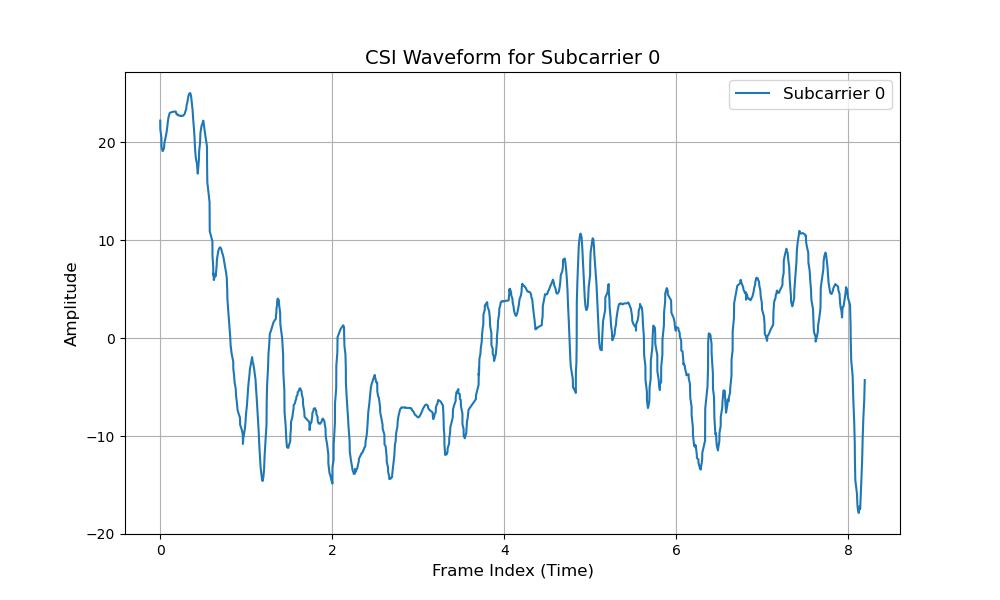 CSI Waveform for Subcarrier 0
Subcarrier 0
20
10
0
−10
−20
Amplitude
0 2 4 6 8
Frame Index (Time)